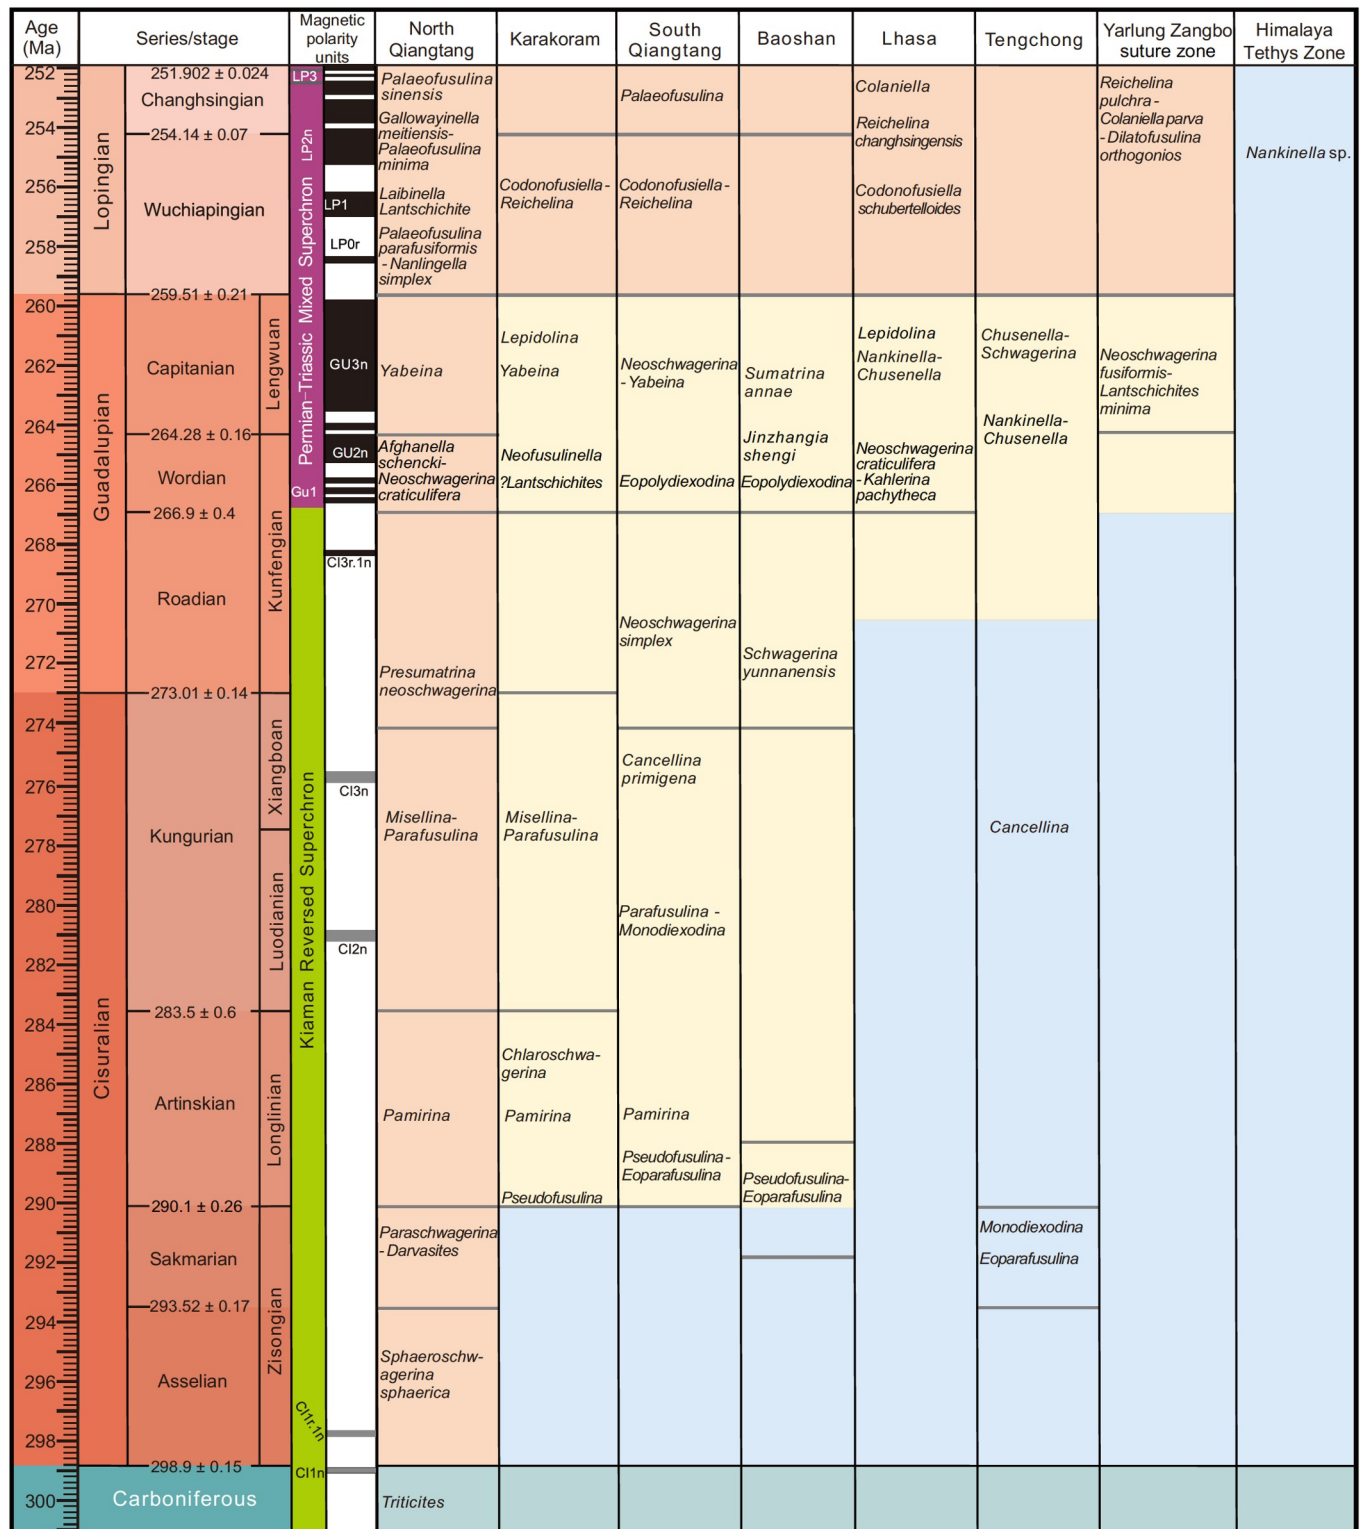 Age
(Ma)
Series/stage
Magnetic
polarity
units
North
Qiangtang
Karakoram
South
Qiangtang
Baoshan
Lhasa
Tengchong
Yarlung Zangbo
suture zone
Himalaya
Tethys Zone
252
254
256
258
260
262
264
266
268
270
272
274
276
278
280
282
284
286
288
290
292
294
296
298
300
Lopingian
Guadalupian
Cisuralian
Carboniferous
251.902 ± 0.024
Changhsingian
254.14 ± 0.07
Wuchiapingian
259.51 ± 0.21
Capitanian
264.28 ± 0.16
Wordian
266.9 ± 0.4
Roadian
273.01 ± 0.14
Kungurian
283.5 ± 0.6
Artinskian
290.1 ± 0.26
Sakmarian
293.52 ± 0.17
Asselian
298.9 ± 0.15
Lengwuan
Kunfengian
Xiangboan
Luodianian
Longlinian
Zisongian
Permian–Triassic Mixed Superchron
Kiaman Reversed Superchron
LP3
LP2n
LP1
LP0r
GU3n
GU2n
Gu1
CI3r.1n
CI3n
CI2n
CI1r.1n
CI1n
Palaeofusulina
sinensis
Gallowayinella
meitiensis-
Palaeofusulina
minima
Laibinella
Lantschichite
Palaeofusulina
parafusiformis
- Nanlingella
simplex
Yabeina
Afghanella
schencki-
Neoschwagerina
craticulifera
Presumatrina
neoschwagerina
Misellina-
Parafusulina
Pamirina
Paraschwagerina
- Darvasites
Sphaeroschw-
agerina
sphaerica
Triticites
Codonofusiella-
Reichelina
Lepidolina
Yabeina
Neofusulinella
?Lantschichites
Misellina-
Parafusulina
Chlaroschwa-
gerina
Pamirina
Pseudofusulina
Palaeofusulina
Codonofusiella-
Reichelina
Neoschwagerina
- Yabeina
Eopolydiexodina
Neoschwagerina
simplex
Cancellina
primigena
Parafusulina -
Monodiexodina
Pamirina
Pseudofusulina-
Eoparafusulina
Sumatrina
annae
Jinzhangia
shengi
Eopolydiexodina
Schwagerina
yunnanensis
Pseudofusulina-
Eoparafusulina
Colaniella
Reichelina
changhsingensis
Codonofusiella
schubertelloides
Lepidolina
Nankinella-
Chusenella
Neoschwagerina
craticulifera
- Kahlerina
pachytheca
Chusenella-
Schwagerina
Nankinella-
Chusenella
Cancellina
Monodiexodina
Eoparafusulina
Reichelina
pulchra -
Colaniella parva
- Dilatofusulina
orthogonios
Neoschwagerina
fusiformis-
Lantschichites
minima
Nankinella sp.